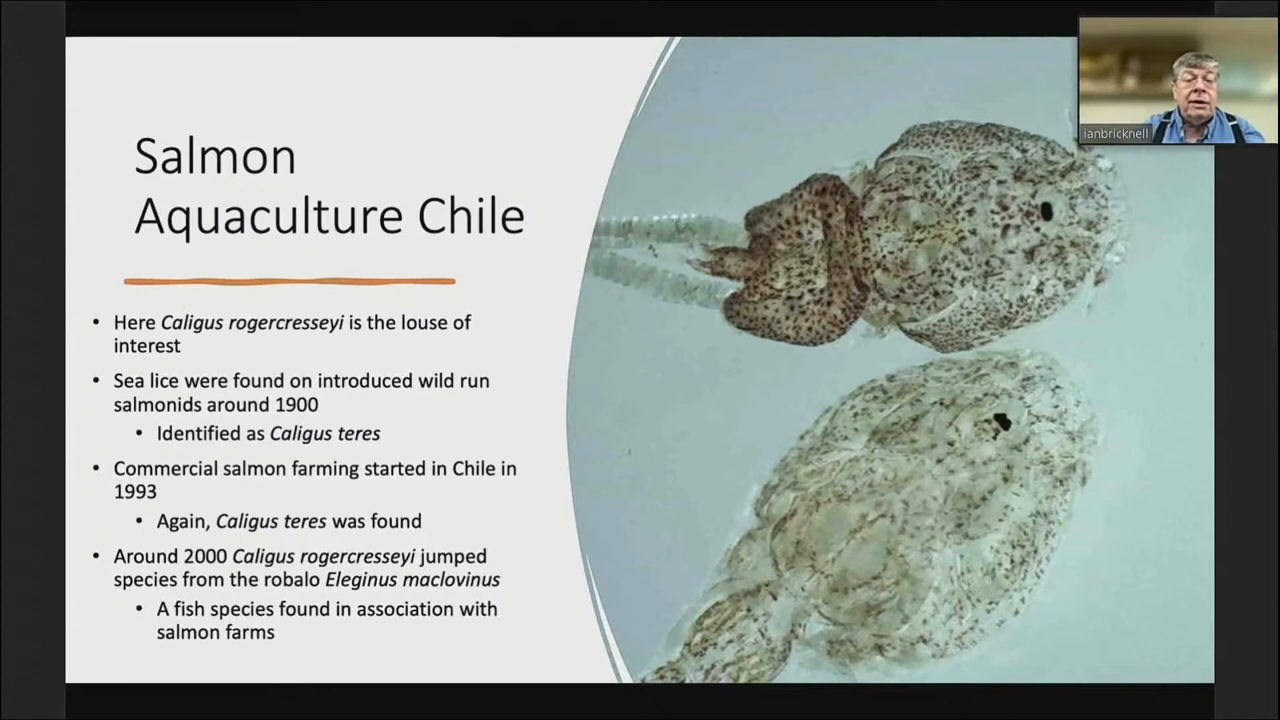 ianbricknell
Salmon
Aquaculture Chile
• Here Caligus rogercresseyi is the louse of
interest
• Sea lice were found on introduced wild run
salmonids around 1900
• Identified as Caligus teres
• Commercial salmon farming started in Chile in
1993
• Again, Caligus teres was found
• Around 2000 Caligus rogercresseyi jumped
species from the robalo Eleginus maclovinus
• A fish species found in association with
salmon farms